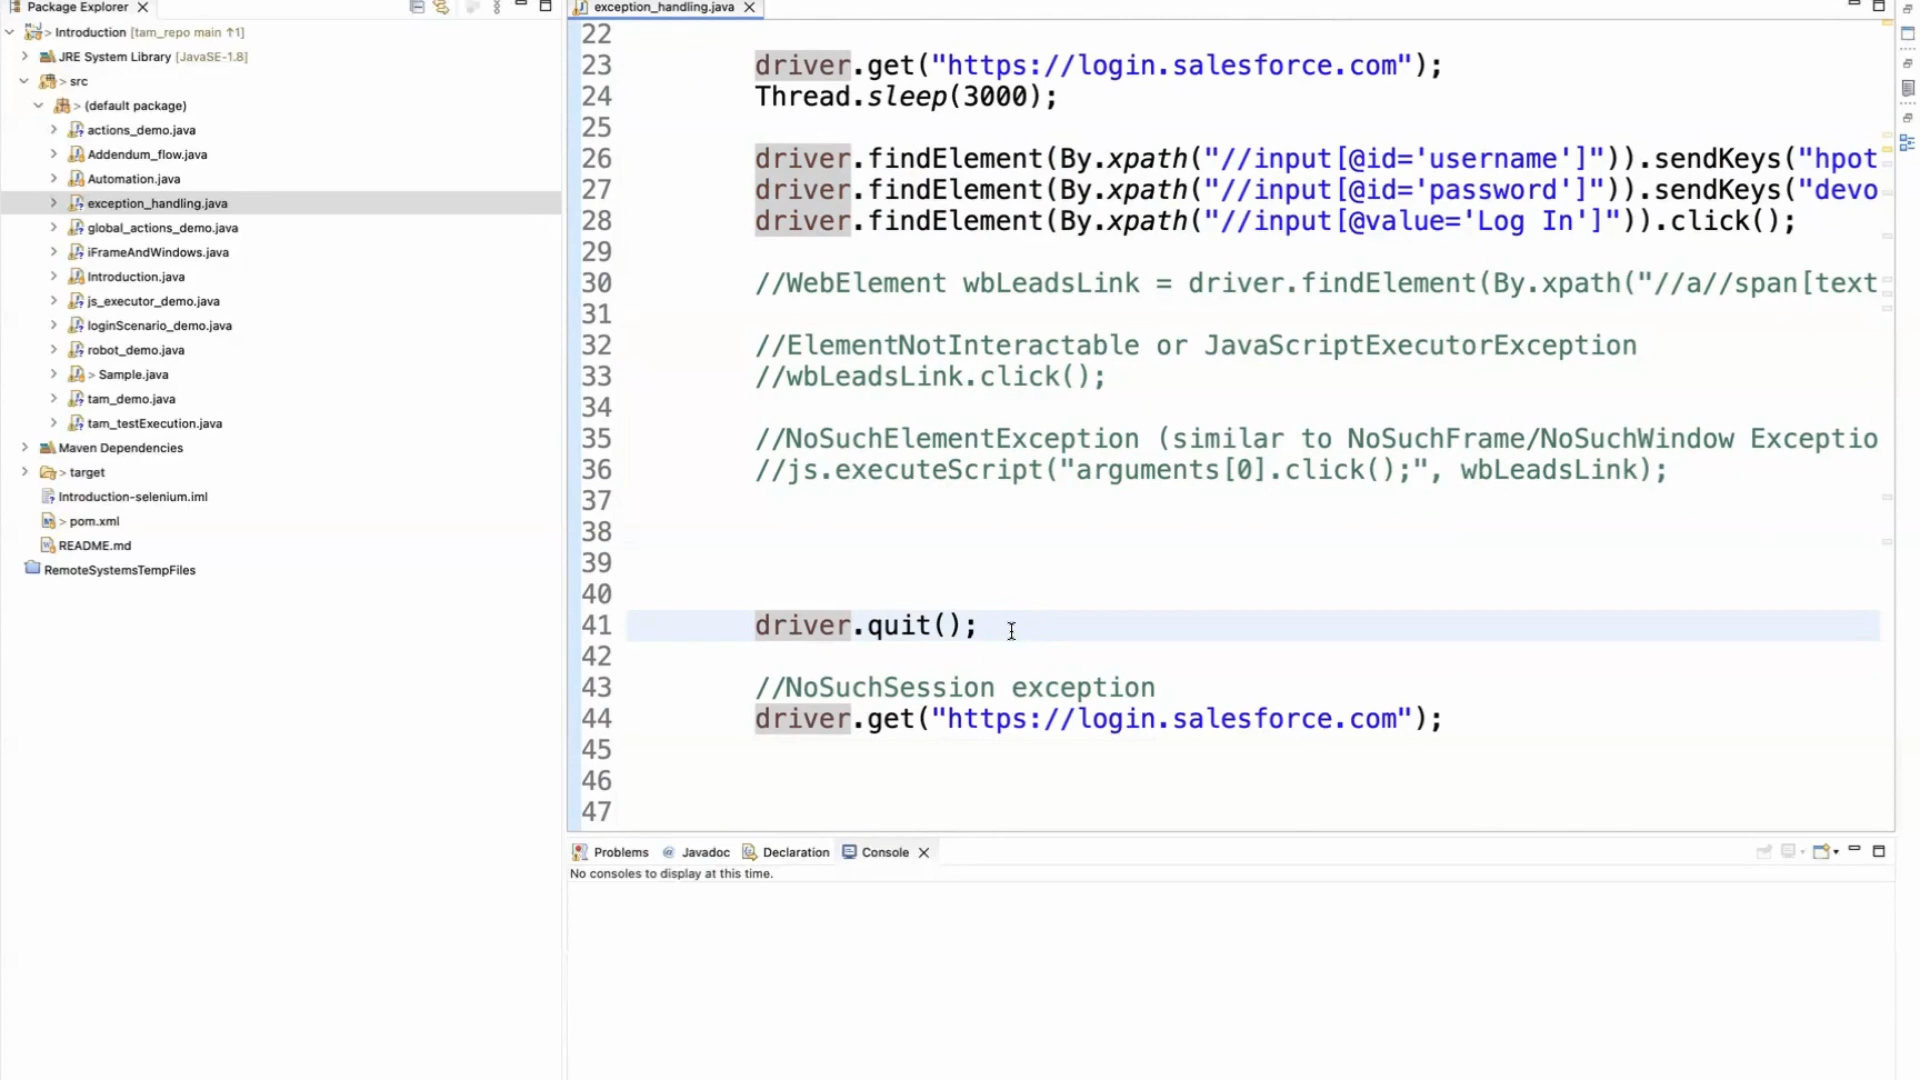 Package Explorer
> Introduction [tam_repo main ↑1]
JRE System Library [JavaSE-1.8]
> src
> (default package)
actions_demo.java
Addendum_flow.java
Automation.java
exception_handling.java
global_actions_demo.java
iFrameAndWindows.java
Introduction.java
js_executor_demo.java
loginScenario_demo.java
robot_demo.java
> Sample.java
tam_demo.java
tam_testExecution.java
Maven Dependencies
> target
Introduction-selenium.iml
> pom.xml
README.md
RemoteSystemsTempFiles
exception_handling.java
22
23 driver.get("https://login.salesforce.com");
24 Thread.sleep(3000);
25
26 driver.findElement(By.xpath("//input[@id='username']")).sendKeys("hpot
27 driver.findElement(By.xpath("//input[@id='password']")).sendKeys("devo
28 driver.findElement(By.xpath("//input[@value='Log In']")).click();
29
30 //WebElement wbLeadsLink = driver.findElement(By.xpath("//a//span[text
31
32 //ElementNotInteractable or JavaScriptExecutorException
33 //wbLeadsLink.click();
34
35 //NoSuchElementException (similar to NoSuchFrame/NoSuchWindow Exceptio
36 //js.executeScript("arguments[0].click();", wbLeadsLink);
37
38
39
40
41 driver.quit();
42
43 //NoSuchSession exception
44 driver.get("https://login.salesforce.com");
45
46
47
Problems @ Javadoc Declaration Console
No consoles to display at this time.